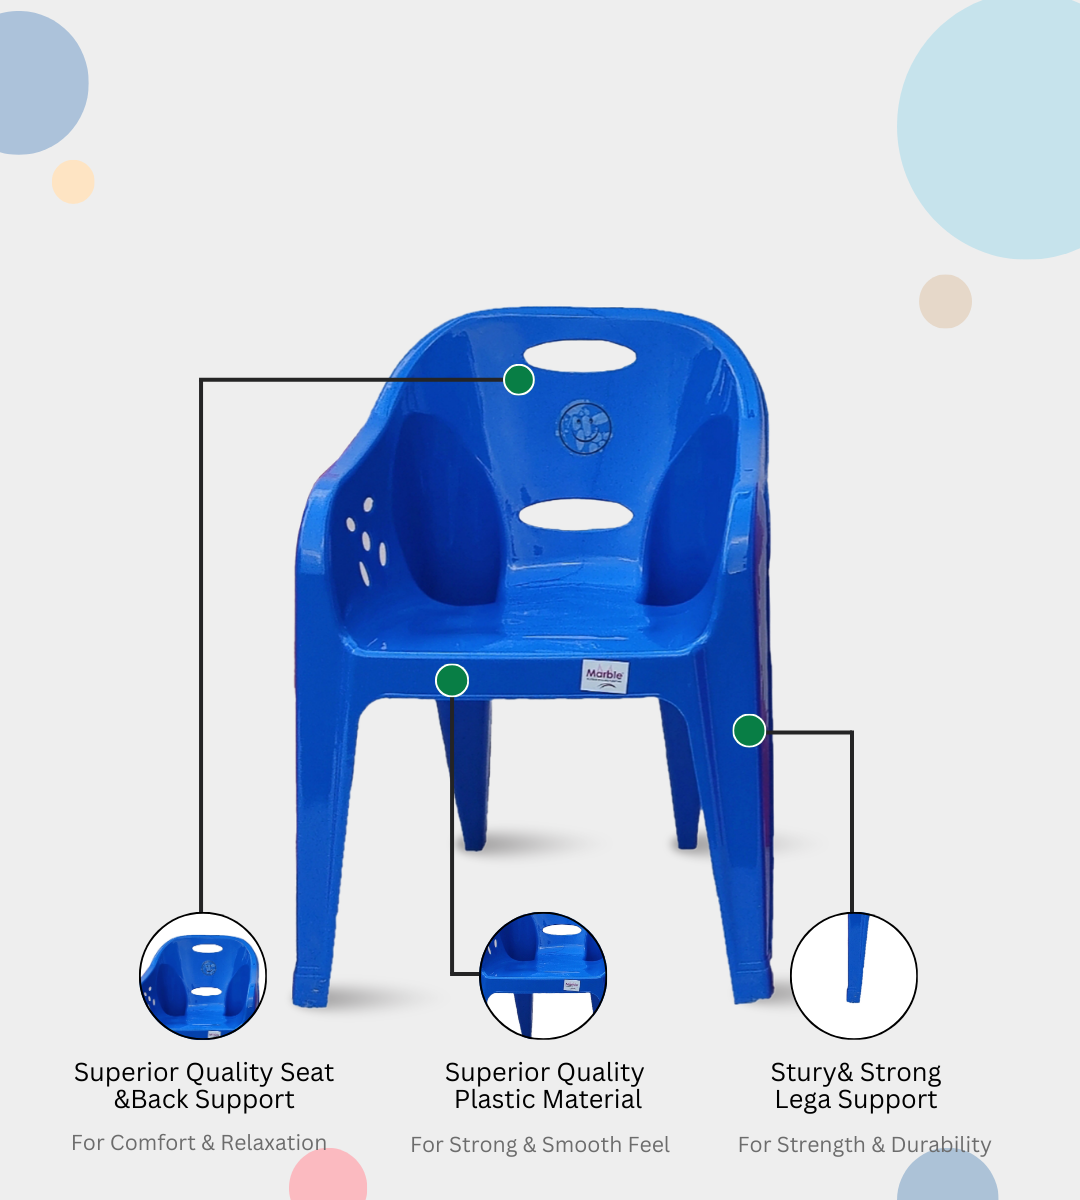 Marble
Superior Quality Seat
&Back Support
For Comfort & Relaxation
Superior Quality
Plastic Material
For Strong & Smooth Feel
Stury& Strong
Lega Support
For Strength & Durability